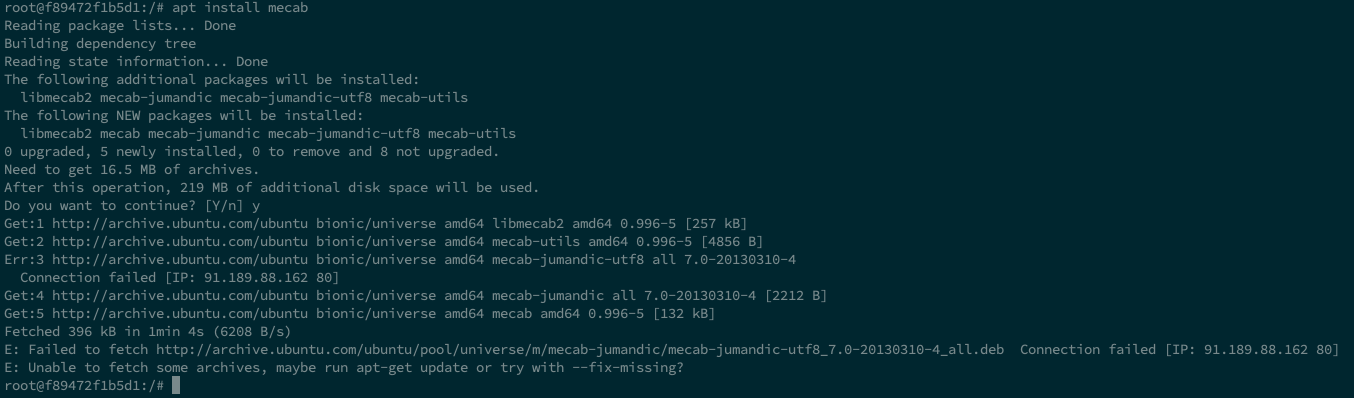 root@f89472f1b5d1:/# apt install mecab
Reading package lists... Done
Building dependency tree
Reading state information... Done
The following additional packages will be installed:
  libmecab2 mecab-jumandic mecab-jumandic-utf8 mecab-utils
The following NEW packages will be installed:
  libmecab2 mecab mecab-jumandic mecab-jumandic-utf8 mecab-utils
0 upgraded, 5 newly installed, 0 to remove and 8 not upgraded.
Need to get 16.5 MB of archives.
After this operation, 219 MB of additional disk space will be used.
Do you want to continue? [Y/n] y
Get:1 http://archive.ubuntu.com/ubuntu bionic/universe amd64 libmecab2 amd64 0.996-5 [257 kB]
Get:2 http://archive.ubuntu.com/ubuntu bionic/universe amd64 mecab-utils amd64 0.996-5 [4856 B]
Err:3 http://archive.ubuntu.com/ubuntu bionic/universe amd64 mecab-jumandic-utf8 all 7.0-20130310-4
  Connection failed [IP: 91.189.88.162 80]
Get:4 http://archive.ubuntu.com/ubuntu bionic/universe amd64 mecab-jumandic all 7.0-20130310-4 [2212 B]
Get:5 http://archive.ubuntu.com/ubuntu bionic/universe amd64 mecab amd64 0.996-5 [132 kB]
Fetched 396 kB in 1min 4s (6208 B/s)
E: Failed to fetch http://archive.ubuntu.com/ubuntu/pool/universe/m/mecab-jumandic/mecab-jumandic-utf8_7.0-20130310-4_all.deb  Connection failed [IP: 91.189.88.162 80]
E: Unable to fetch some archives, maybe run apt-get update or try with --fix-missing?
root@f89472f1b5d1:/#